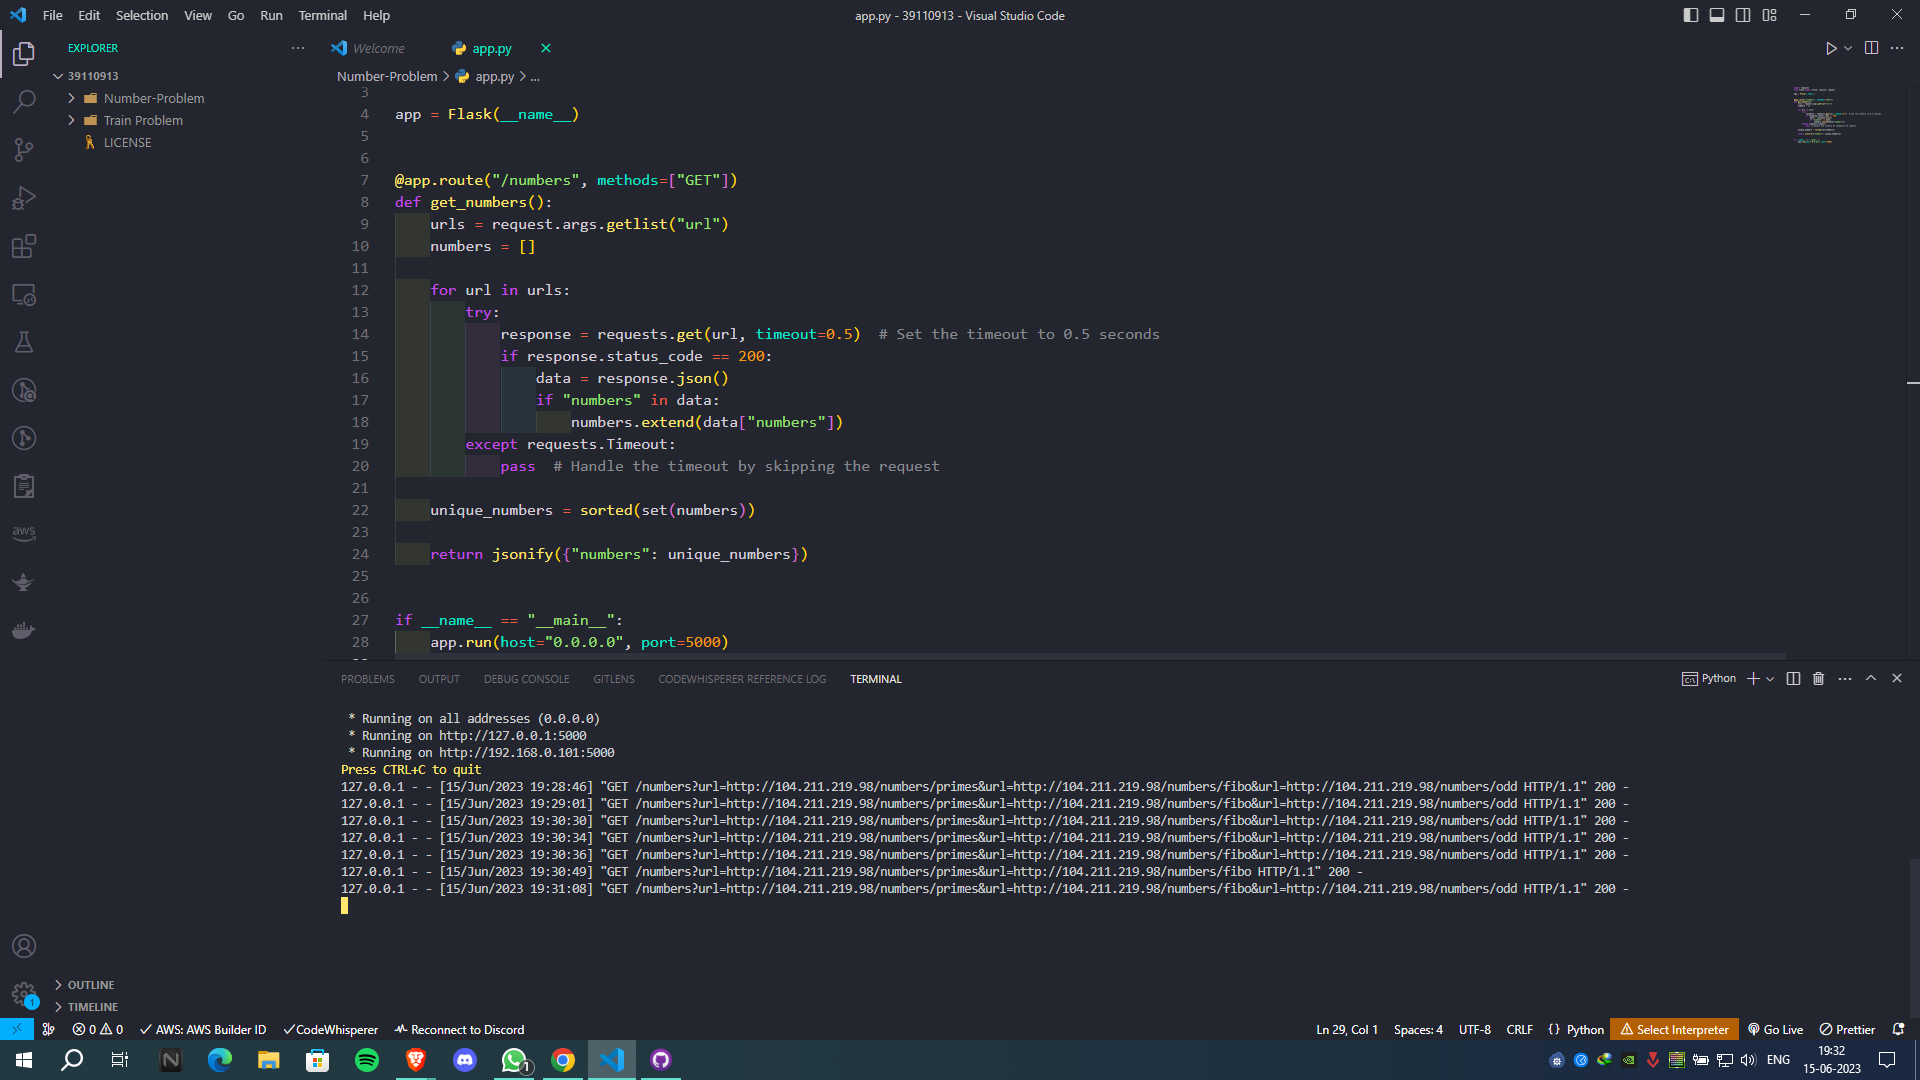 File Edit Selection View Go Run Terminal Help
app.py - 39110913 - Visual Studio Code
EXPLORER
Welcome
app.py
39110913
Number-Problem
Train Problem
LICENSE
OUTLINE
TIMELINE
Number-Problem > app.py > ...
3
4 app = Flask(__name__)
5
6
7 @app.route("/numbers", methods=["GET"])
8 def get_numbers():
9 urls = request.args.getlist("url")
10 numbers = []
11
12 for url in urls:
13 try:
14 response = requests.get(url, timeout=0.5)  # Set the timeout to 0.5 seconds
15 if response.status_code == 200:
16 data = response.json()
17 if "numbers" in data:
18 numbers.extend(data["numbers"])
19 except requests.Timeout:
20 pass  # Handle the timeout by skipping the request
21
22 unique_numbers = sorted(set(numbers))
23
24 return jsonify({"numbers": unique_numbers})
25
26
27 if __name__ == "__main__":
28 app.run(host="0.0.0.0", port=5000)
PROBLEMS OUTPUT DEBUG CONSOLE GITLENS CODEWHISPERER REFERENCE LOG TERMINAL
Python
* Running on all addresses (0.0.0.0)
* Running on http://127.0.0.1:5000
* Running on http://192.168.0.101:5000
Press CTRL+C to quit
127.0.0.1 - - [15/Jun/2023 19:28:46] "GET /numbers?url=http://104.211.219.98/numbers/primes&url=http://104.211.219.98/numbers/fibo&url=http://104.211.219.98/numbers/odd HTTP/1.1" 200 -
127.0.0.1 - - [15/Jun/2023 19:29:01] "GET /numbers?url=http://104.211.219.98/numbers/primes&url=http://104.211.219.98/numbers/fibo&url=http://104.211.219.98/numbers/odd HTTP/1.1" 200 -
127.0.0.1 - - [15/Jun/2023 19:30:30] "GET /numbers?url=http://104.211.219.98/numbers/primes&url=http://104.211.219.98/numbers/fibo&url=http://104.211.219.98/numbers/odd HTTP/1.1" 200 -
127.0.0.1 - - [15/Jun/2023 19:30:34] "GET /numbers?url=http://104.211.219.98/numbers/primes&url=http://104.211.219.98/numbers/fibo&url=http://104.211.219.98/numbers/odd HTTP/1.1" 200 -
127.0.0.1 - - [15/Jun/2023 19:30:36] "GET /numbers?url=http://104.211.219.98/numbers/primes&url=http://104.211.219.98/numbers/fibo&url=http://104.211.219.98/numbers/odd HTTP/1.1" 200 -
127.0.0.1 - - [15/Jun/2023 19:30:49] "GET /numbers?url=http://104.211.219.98/numbers/primes&url=http://104.211.219.98/numbers/fibo HTTP/1.1" 200 -
127.0.0.1 - - [15/Jun/2023 19:31:08] "GET /numbers?url=http://104.211.219.98/numbers/primes&url=http://104.211.219.98/numbers/fibo&url=http://104.211.219.98/numbers/odd HTTP/1.1" 200 -
aws
1
0 0 AWS: AWS Builder ID CodeWhisperer Reconnect to Discord
Ln 29, Col 1 Spaces: 4 UTF-8 CRLF {} Python Select Interpreter Go Live Prettier
1
ENG
19:32
15-06-2023